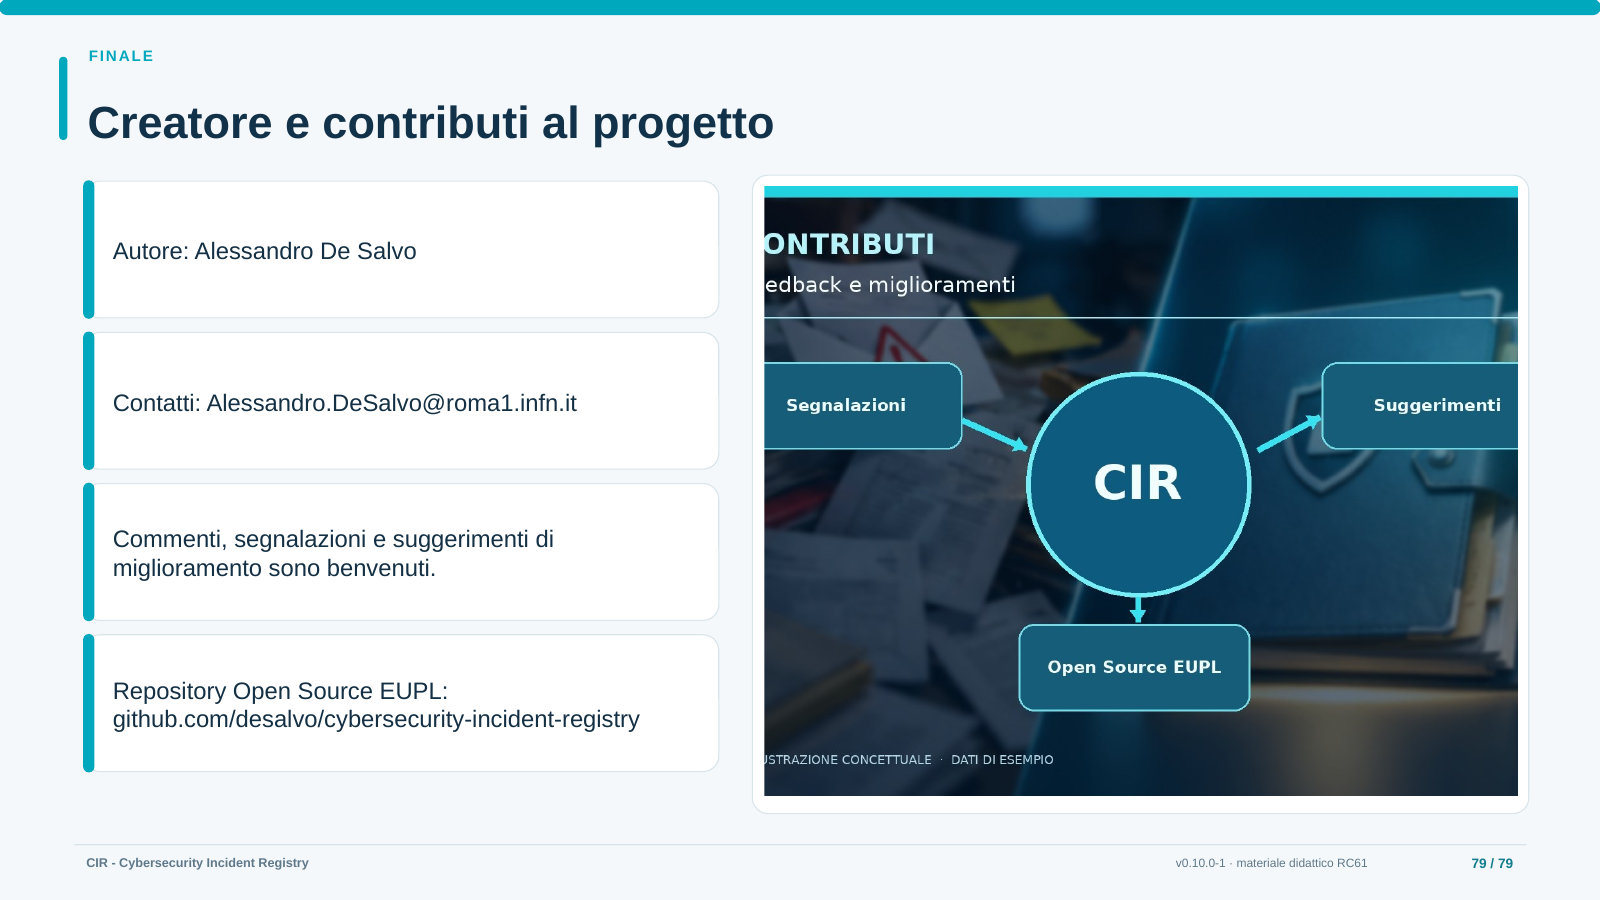 FINALE
Creatore e contributi al progetto
Autore: Alessandro De Salvo
Contatti: Alessandro.DeSalvo@roma1.infn.it
Commenti, segnalazioni e suggerimenti di
miglioramento sono benvenuti.
Repository Open Source EUPL:
github.com/desalvo/cybersecurity-incident-registry
ONTRIBUTI
edback e miglioramenti
Segnalazioni
Suggerimenti
CIR
Open Source EUPL
USTRAZIONE CONCETTUALE · DATI DI ESEMPIO
CIR - Cybersecurity Incident Registry
v0.10.0-1 · materiale didattico RC61
79 / 79